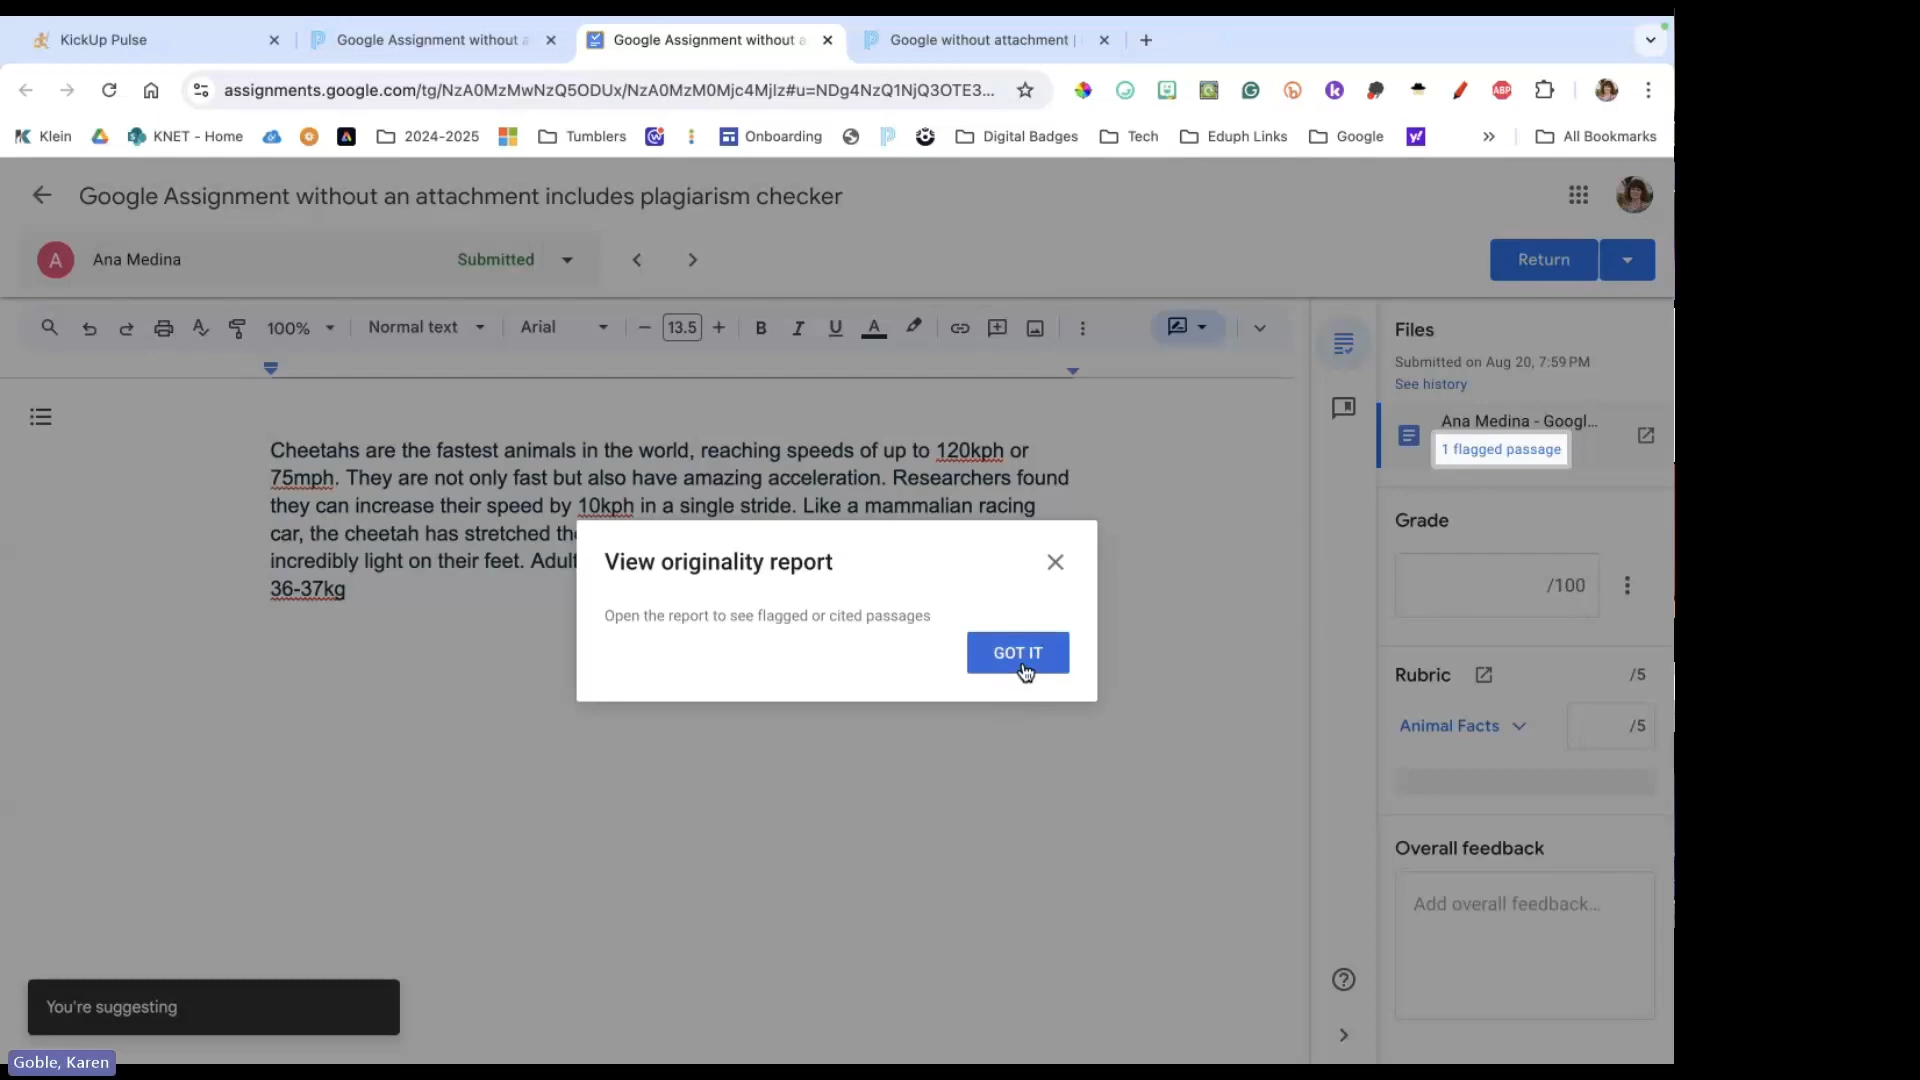 KickUp Pulse
Google Assignment without a
Google Assignment without a
Google without attachment |
assignments.google.com/tg/NzA0MzMwNzQ5ODUx/NzA0MzM0Mjc4Mjlz#u=NDg4NzQ1NjQ3OTE3...
ABP
Klein
KNET - Home
2024-2025
Tumblers
Onboarding
Digital Badges
Tech
Eduph Links
Google
y!
All Bookmarks
Google Assignment without an attachment includes plagiarism checker
A
Ana Medina
Submitted
Return
100%
Normal text
Arial
13.5
B
I
U
A
Files
Submitted on Aug 20, 7:59 PM
See history
Ana Medina - Googl...
1 flagged passage
Cheetahs are the fastest animals in the world, reaching speeds of up to 120kph or
75mph. They are not only fast but also have amazing acceleration. Researchers found
they can increase their speed by 10kph in a single stride. Like a mammalian racing
car, the cheetah has stretched
incredibly light on their feet.
36-37kg
View originality report
Open the report to see flagged or cited passages
GOT IT
Grade
/100
Rubric
/5
Animal Facts
/5
Overall feedback
Add overall feedback...
You're suggesting
Goble, Karen